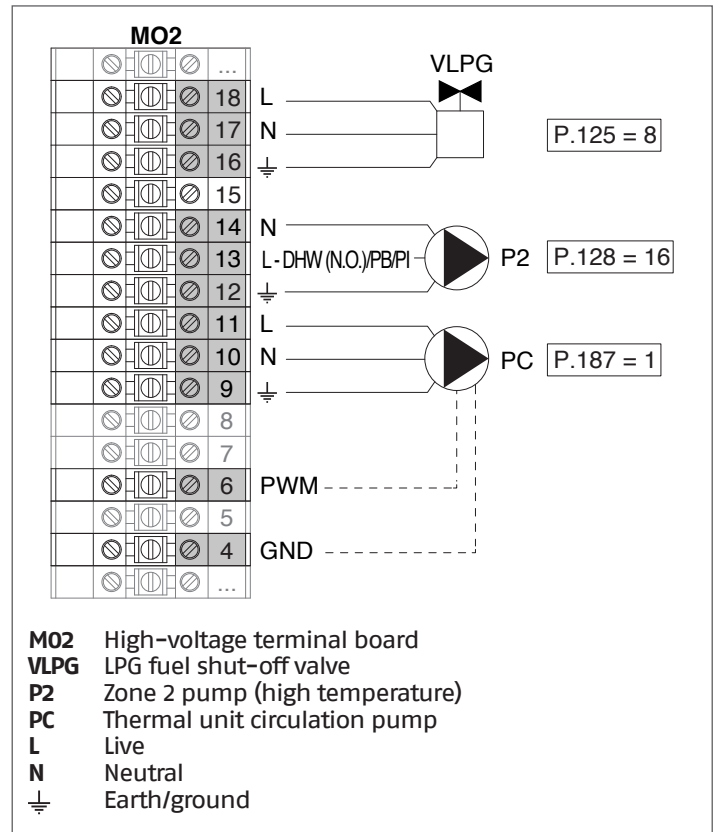 MO2
...
VLPG
18 L
17 N P.125 = 8
16 ⏚
15
14 N
13 L - DHW (N.O.)/PB/PI P2 P.128 = 16
12 ⏚
11 L
10 N PC P.187 = 1
9 ⏚
8
7
6 PWM
5
4 GND
...
M02 High-voltage terminal board
VLPG LPG fuel shut-off valve
P2 Zone 2 pump (high temperature)
PC Thermal unit circulation pump
L Live
N Neutral
⏚ Earth/ground